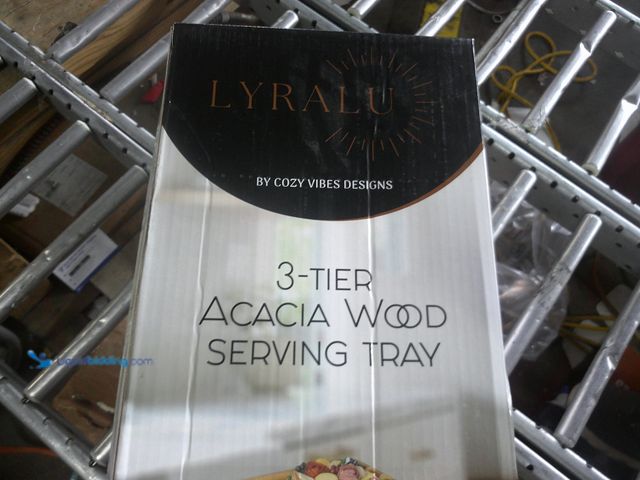 LYRALU
BY COZY VIBES DESIGNS
3-TIER
ACACIA WOOD
SERVING TRAY